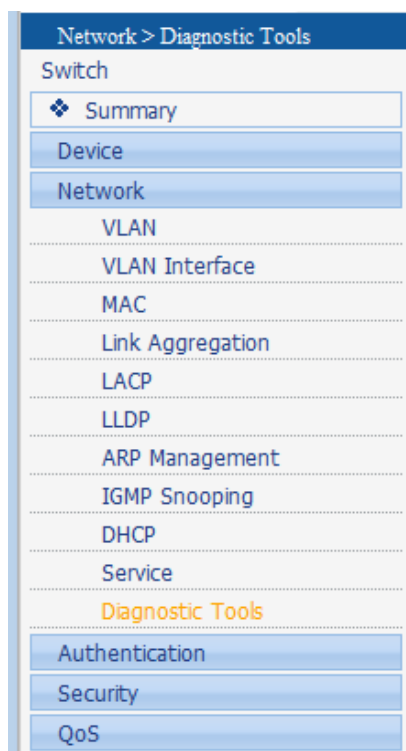 Network > Diagnostic Tools
Switch
Summary
Device
Network
VLAN
VLAN Interface
MAC
Link Aggregation
LACP
LLDP
ARP Management
IGMP Snooping
DHCP
Service
Diagnostic Tools
Authentication
Security
QoS